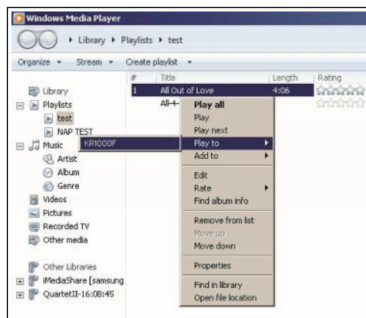 Windows Media Player
Library ▸ Playlists ▸ test
Organize Stream Create playlist
# Title Length Rating
1 All Out of Love 4:06
All-4-
Library
Playlists
test
NAP TEST
Music
Artist
Album
Genre
Videos
Pictures
Recorded TV
Other media
Other Libraries
iMediaShare [samsung
QuartetII-16:08:45
KR1000F
Play all
Play
Play next
Play to
Add to
Edit
Rate
Find album info
Remove from list
Move up
Move down
Properties
Find in library
Open file location